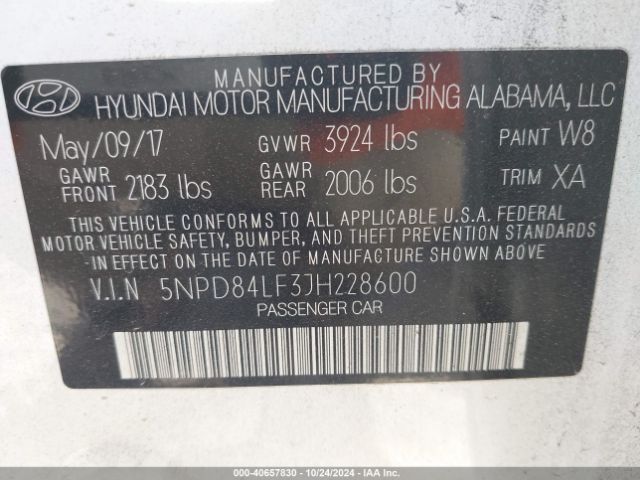 MANUFACTURED BY
HYUNDAI MOTOR MANUFACTURING ALABAMA, LLC
May/09/17 GVWR 3924 lbs PAINT W8
GAWR FRONT 2183 lbs GAWR REAR 2006 lbs TRIM XA
THIS VEHICLE CONFORMS TO ALL APPLICABLE U.S.A. FEDERAL
MOTOR VEHICLE SAFETY, BUMPER, AND THEFT PREVENTION STANDARDS
IN EFFECT ON THE DATE OF MANUFACTURE SHOWN ABOVE.
V.I.N 5NPD84LF3JH228600
PASSENGER CAR
000-40657830 - 10/24/2024 - IAA Inc.